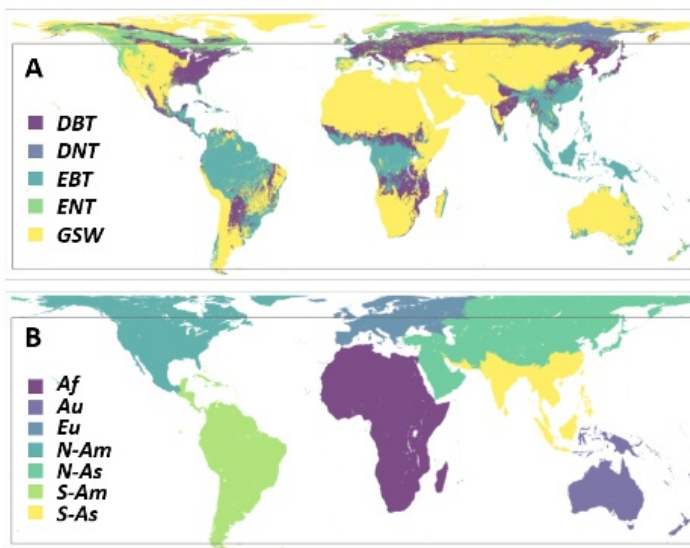 A
DBT
DNT
EBT
ENT
GSW
B
Af
Au
Eu
N-Am
N-As
S-Am
S-As